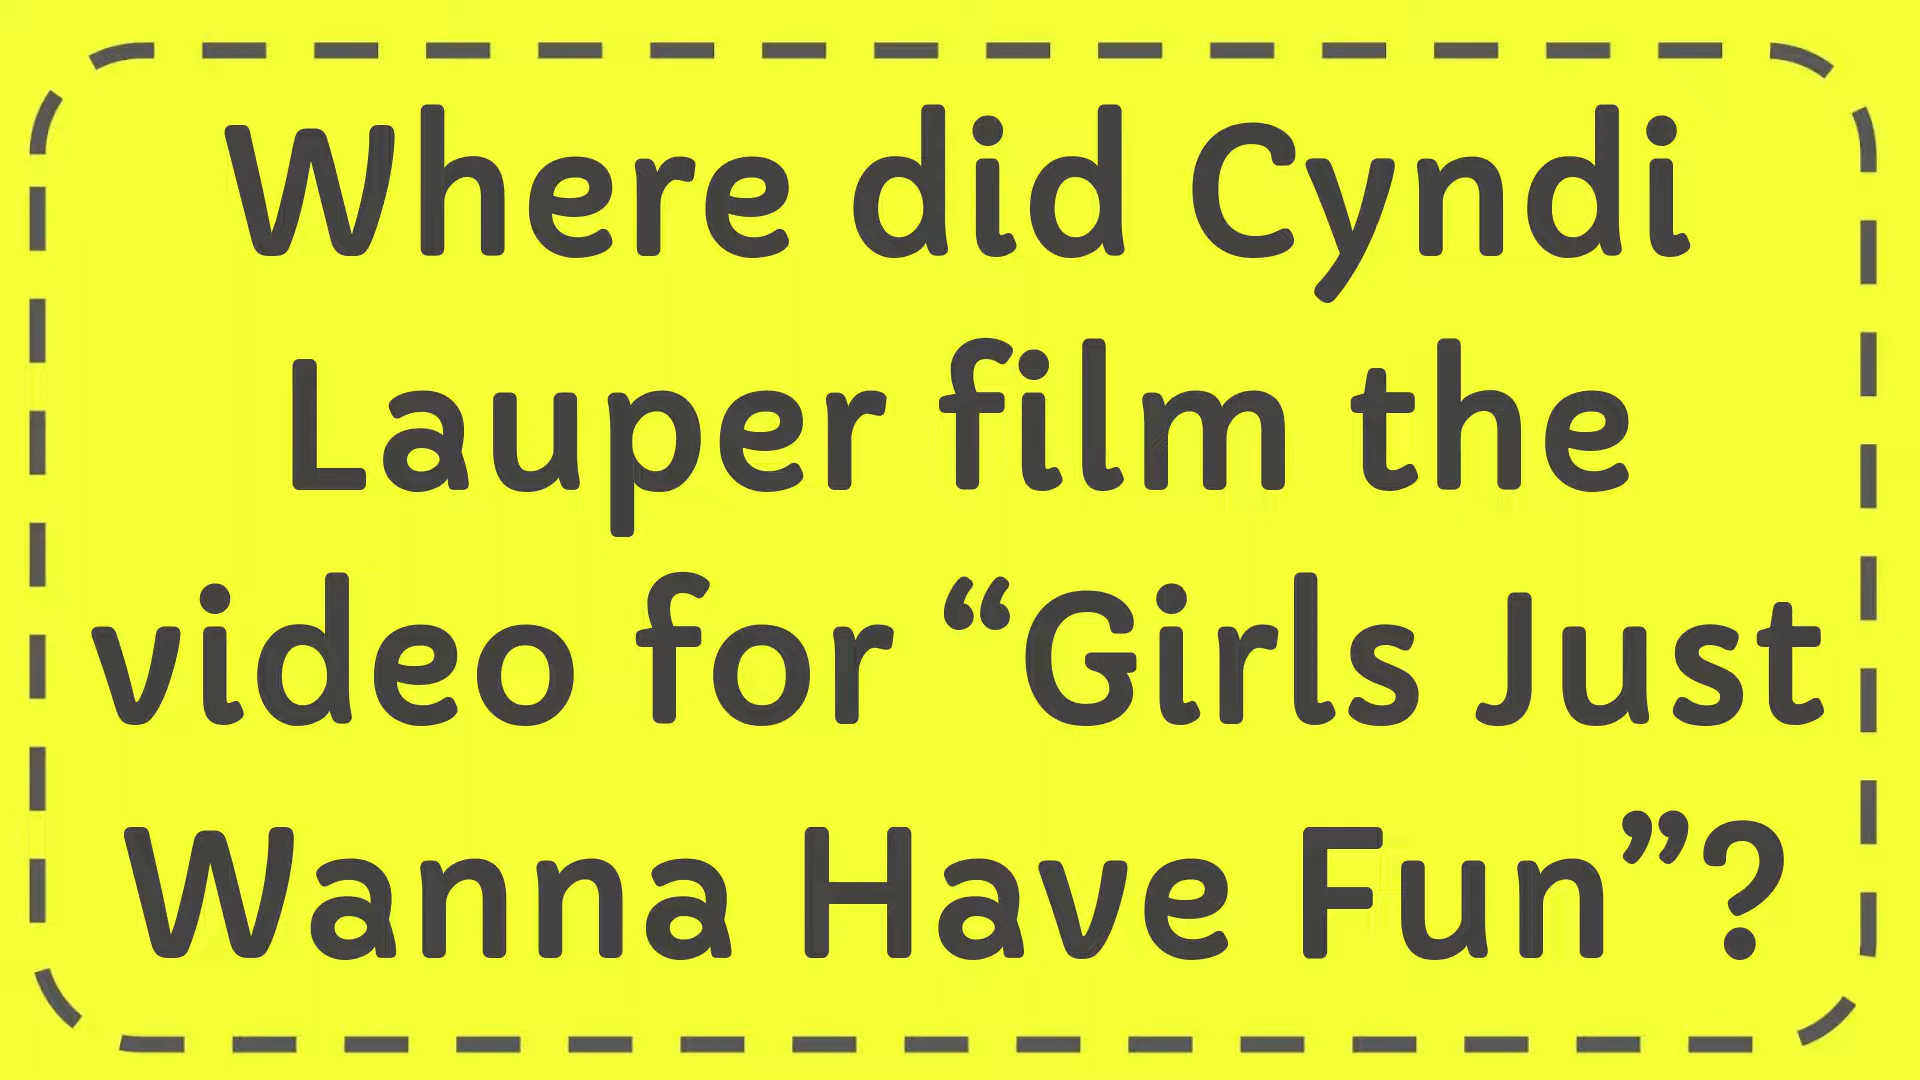 Where did Cyndi
Lauper film the
video for “Girls Just
Wanna Have Fun”?